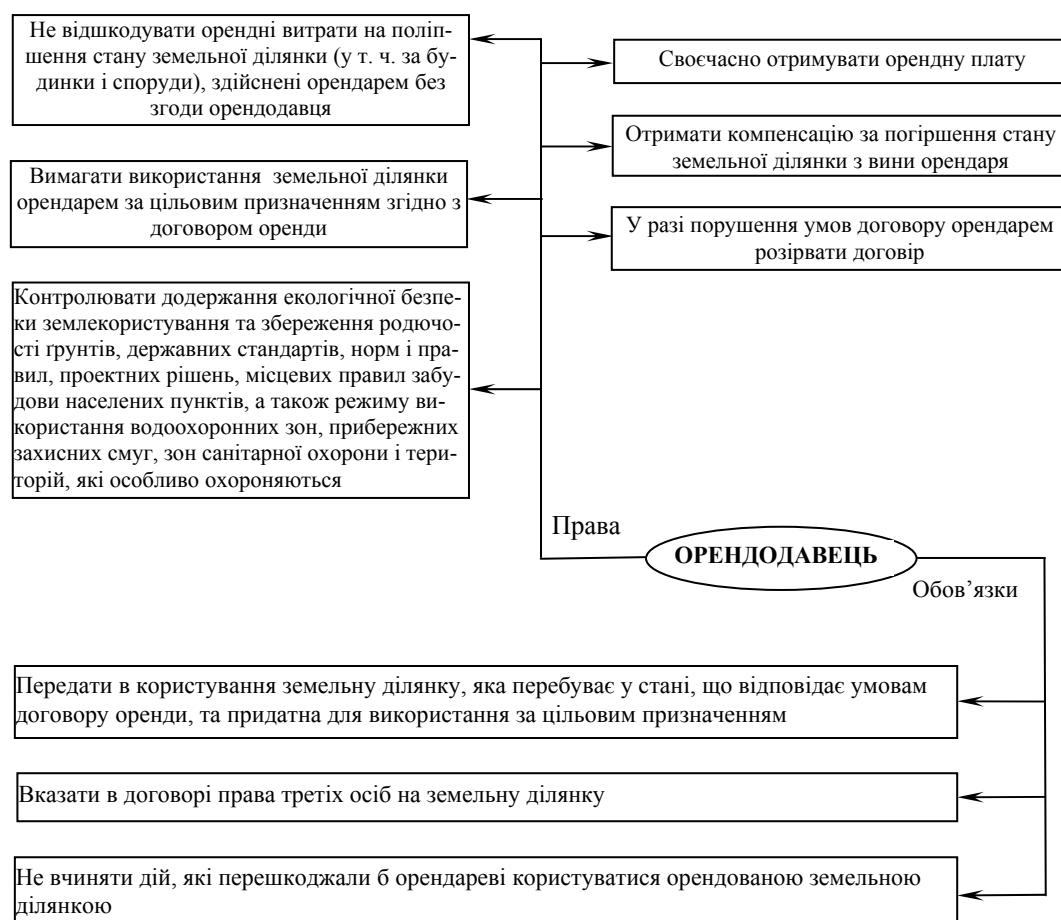 Не відшкодувати орендні витрати на поліп-
шення стану земельної ділянки (у т. ч. за бу-
динки і споруди), здійснені орендарем без
згоди орендодавця
Своєчасно отримувати орендну плату
Отримати компенсацію за погіршення стану
земельної ділянки з вини орендаря
Вимагати використання земельної ділянки
орендарем за цільовим призначенням згідно з
договором оренди
У разі порушення умов договору орендарем
розірвати договір
Контролювати додержання екологічної безпе-
ки землекористування та збереження родючо-
сті ґрунтів, державних стандартів, норм і пра-
вил, проектних рішень, місцевих правил забу-
дови населених пунктів, а також режиму ви-
користання водоохоронних зон, прибережних
захисних смуг, зон санітарної охорони і тери-
торій, які особливо охороняються
Права
ОРЕНДОДАВЕЦЬ
Обов’язки
Передати в користування земельну ділянку, яка перебуває у стані, що відповідає умовам
договору оренди, та придатна для використання за цільовим призначенням
Вказати в договорі права третіх осіб на земельну ділянку
Не вчиняти дій, які перешкоджали б орендареві користуватися орендованою земельною
ділянкою